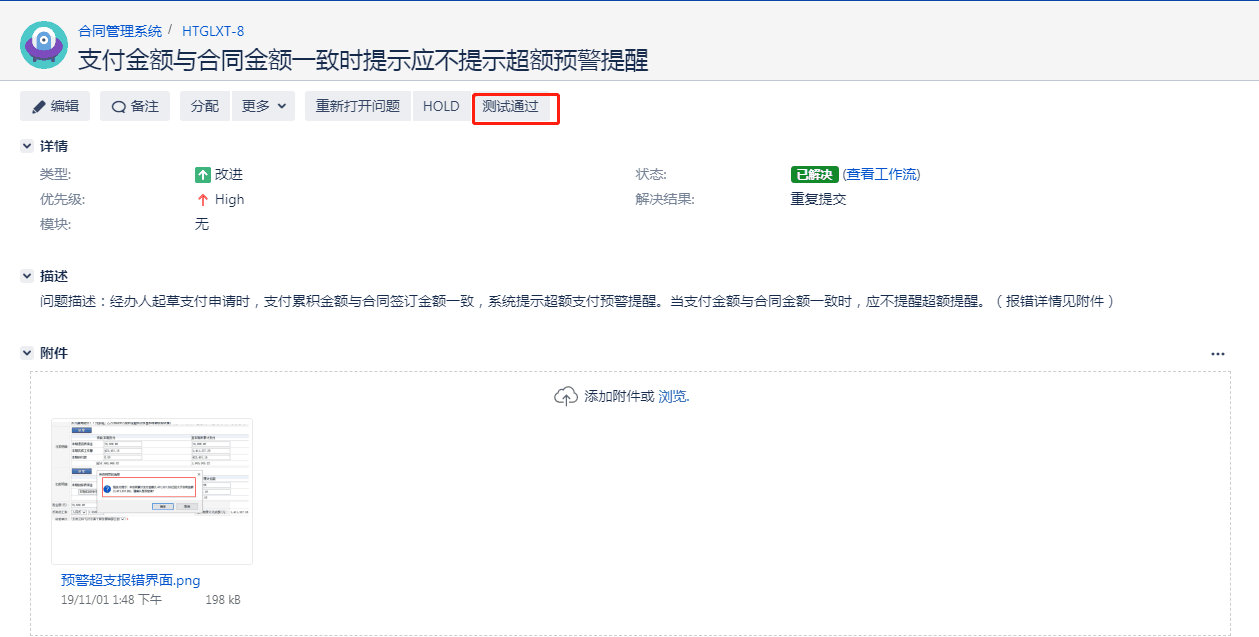 合同管理系统 / HTGLXT-8
支付金额与合同金额一致时提示应不提示超额预警提醒
编辑 备注 分配 更多 重新打开问题 HOLD 测试通过
详情
类型: 改进 状态: 已解决 (查看工作流)
优先级: High 解决结果: 重复提交
模块: 无
描述
问题描述：经办人起草支付申请时，支付累积金额与合同签订金额一致，系统提示超额支付预警提醒。当支付金额与合同金额一致时，应不提醒超额提醒。（报错详情见附件）
附件
添加附件或 浏览.
预警超支报错界面.png
19/11/01 1:48 下午 198 kB